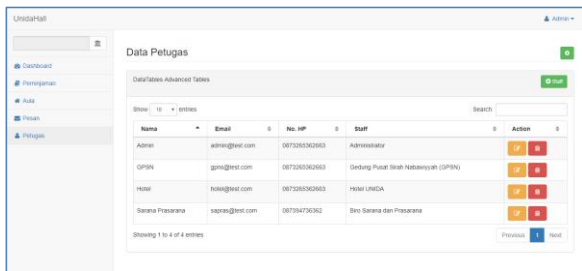 UnidaHall
Admin
Dashboard
Peminjaman
Aula
Pesan
Petugas
Data Petugas
DataTables Advanced Tables
Staff
Show 10 entries
Search
Nama Email No. HP Staff Action
Admin admin@test.com 0873265362663 Administrator
GPSN gpns@test.com 0873265362663 Gedung Pusat Sirah Nabawiyyah (GPSN)
Hotel hotel@test.com 0873265362663 Hotel UNIDA
Sarana Prasarana sapras@test.com 087394736362 Biro Sarana dan Prasarana
Showing 1 to 4 of 4 entries
Previous 1 Next